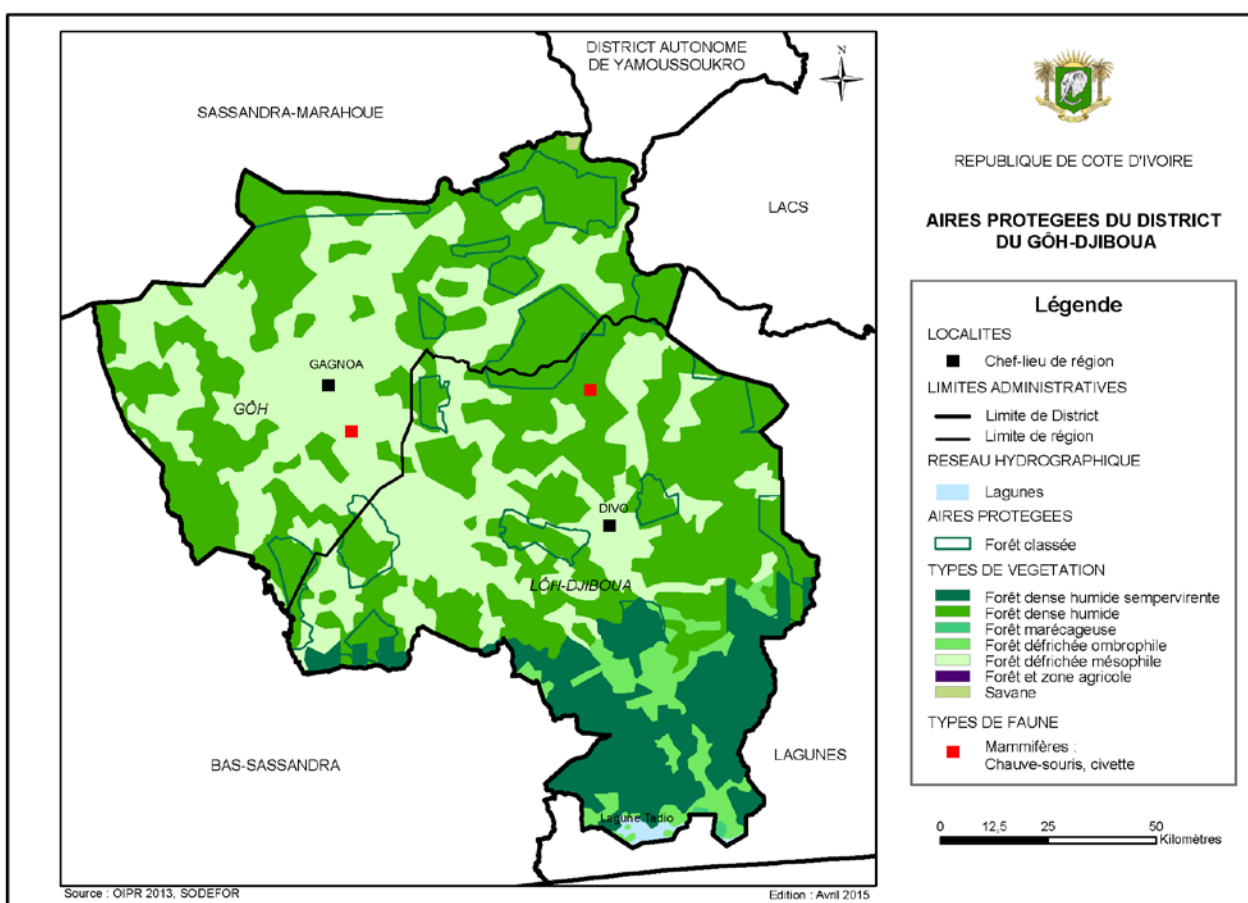 DISTRICT AUTONOME
DE YAMOUSSOUKRO
N
SASSANDRA-MARAHOUE
LACS
GAGNOA
GÔH
DIVO
LÔH-DJIBOUA
BAS-SASSANDRA
LAGUNES
Lagune Tadio
Source : OIPR 2013, SODEFOR
Edition : Avril 2015
REPUBLIQUE DE COTE D'IVOIRE
AIRES PROTEGEES DU DISTRICT
DU GÔH-DJIBOUA
Légende
LOCALITES
Chef-lieu de région
LIMITES ADMINISTRATIVES
Limite de District
Limite de région
RESEAU HYDROGRAPHIQUE
Lagunes
AIRES PROTEGEES
Forêt classée
TYPES DE VEGETATION
Forêt dense humide sempervirente
Forêt dense humide
Forêt marécageuse
Forêt défrichée ombrophile
Forêt défrichée mésophile
Forêt et zone agricole
Savane
TYPES DE FAUNE
Mammifères :
Chauve-souris, civette
0 12,5 25 50
Kilomètres